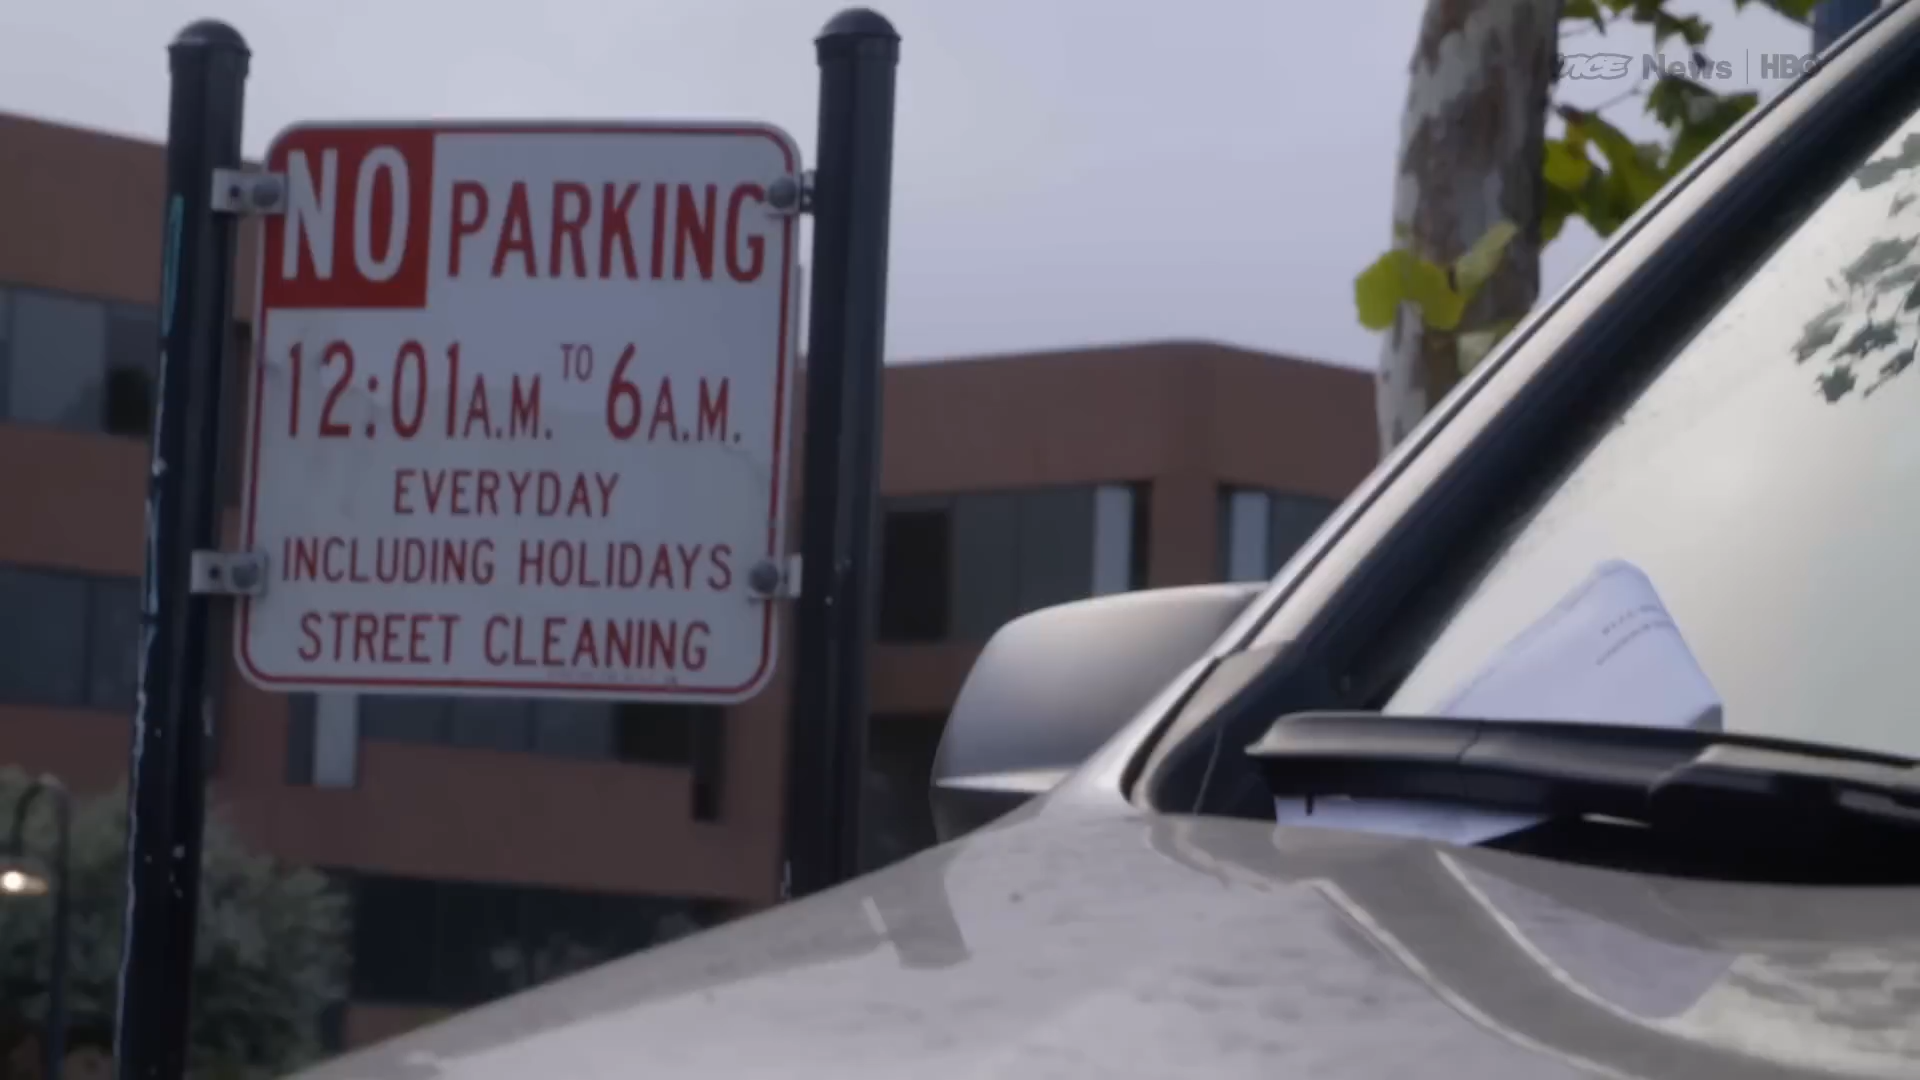 VICE News | HBO
NO PARKING
12:01 A.M. TO 6 A.M.
EVERYDAY
INCLUDING HOLIDAYS
STREET CLEANING